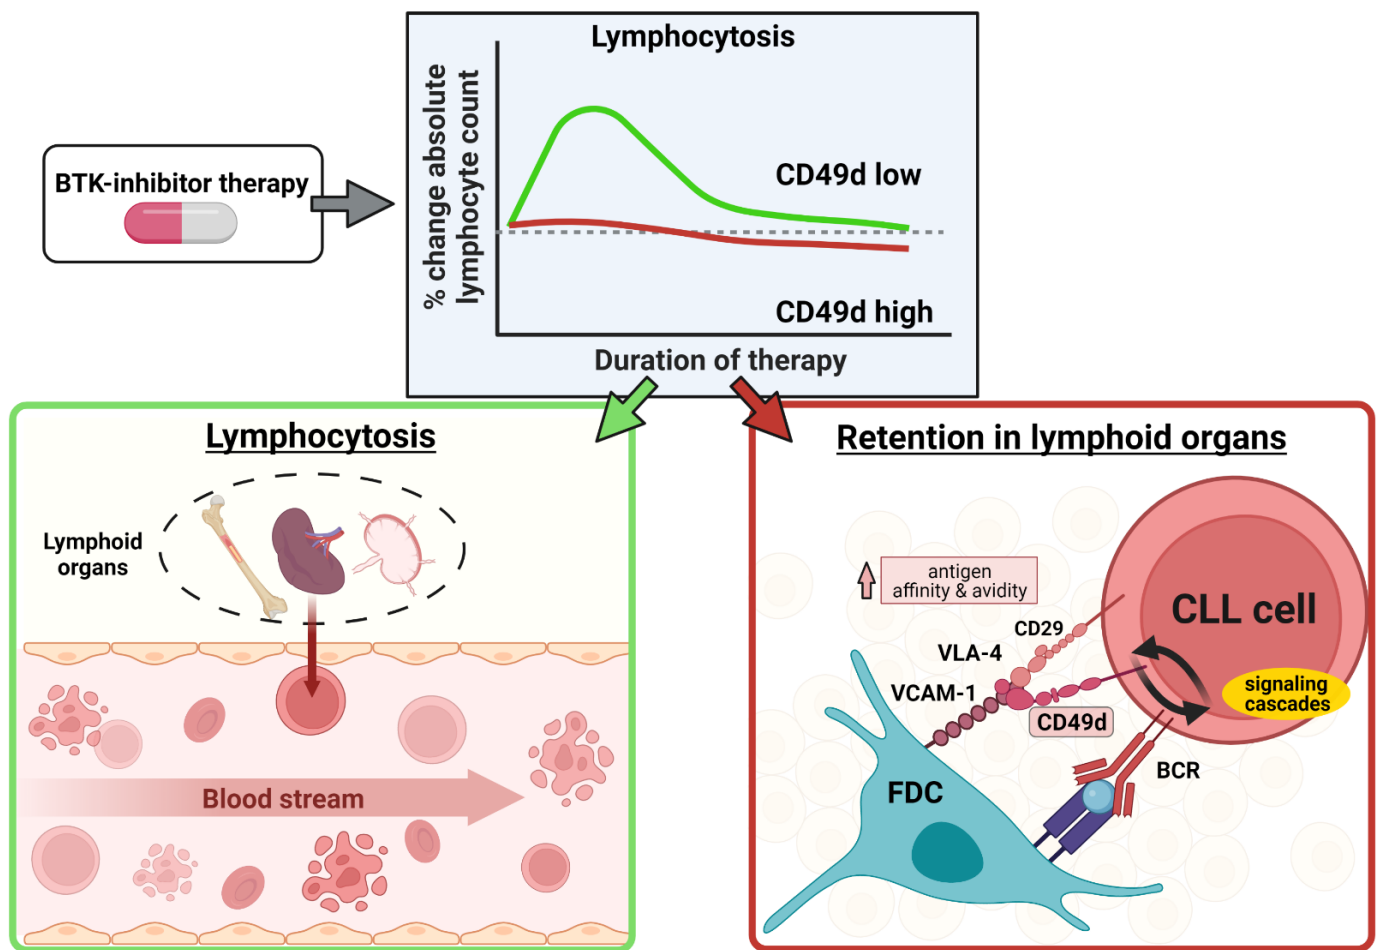 Lymphocytosis
% change absolute
lymphocyte count
BTK-inhibitor therapy
CD49d low
CD49d high
Duration of therapy
Lymphocytosis
Lymphoid
organs
Blood stream
Retention in lymphoid organs
antigen
affinity & avidity
CLL cell
CD29
VLA-4
VCAM-1
CD49d
signaling
cascades
BCR
FDC